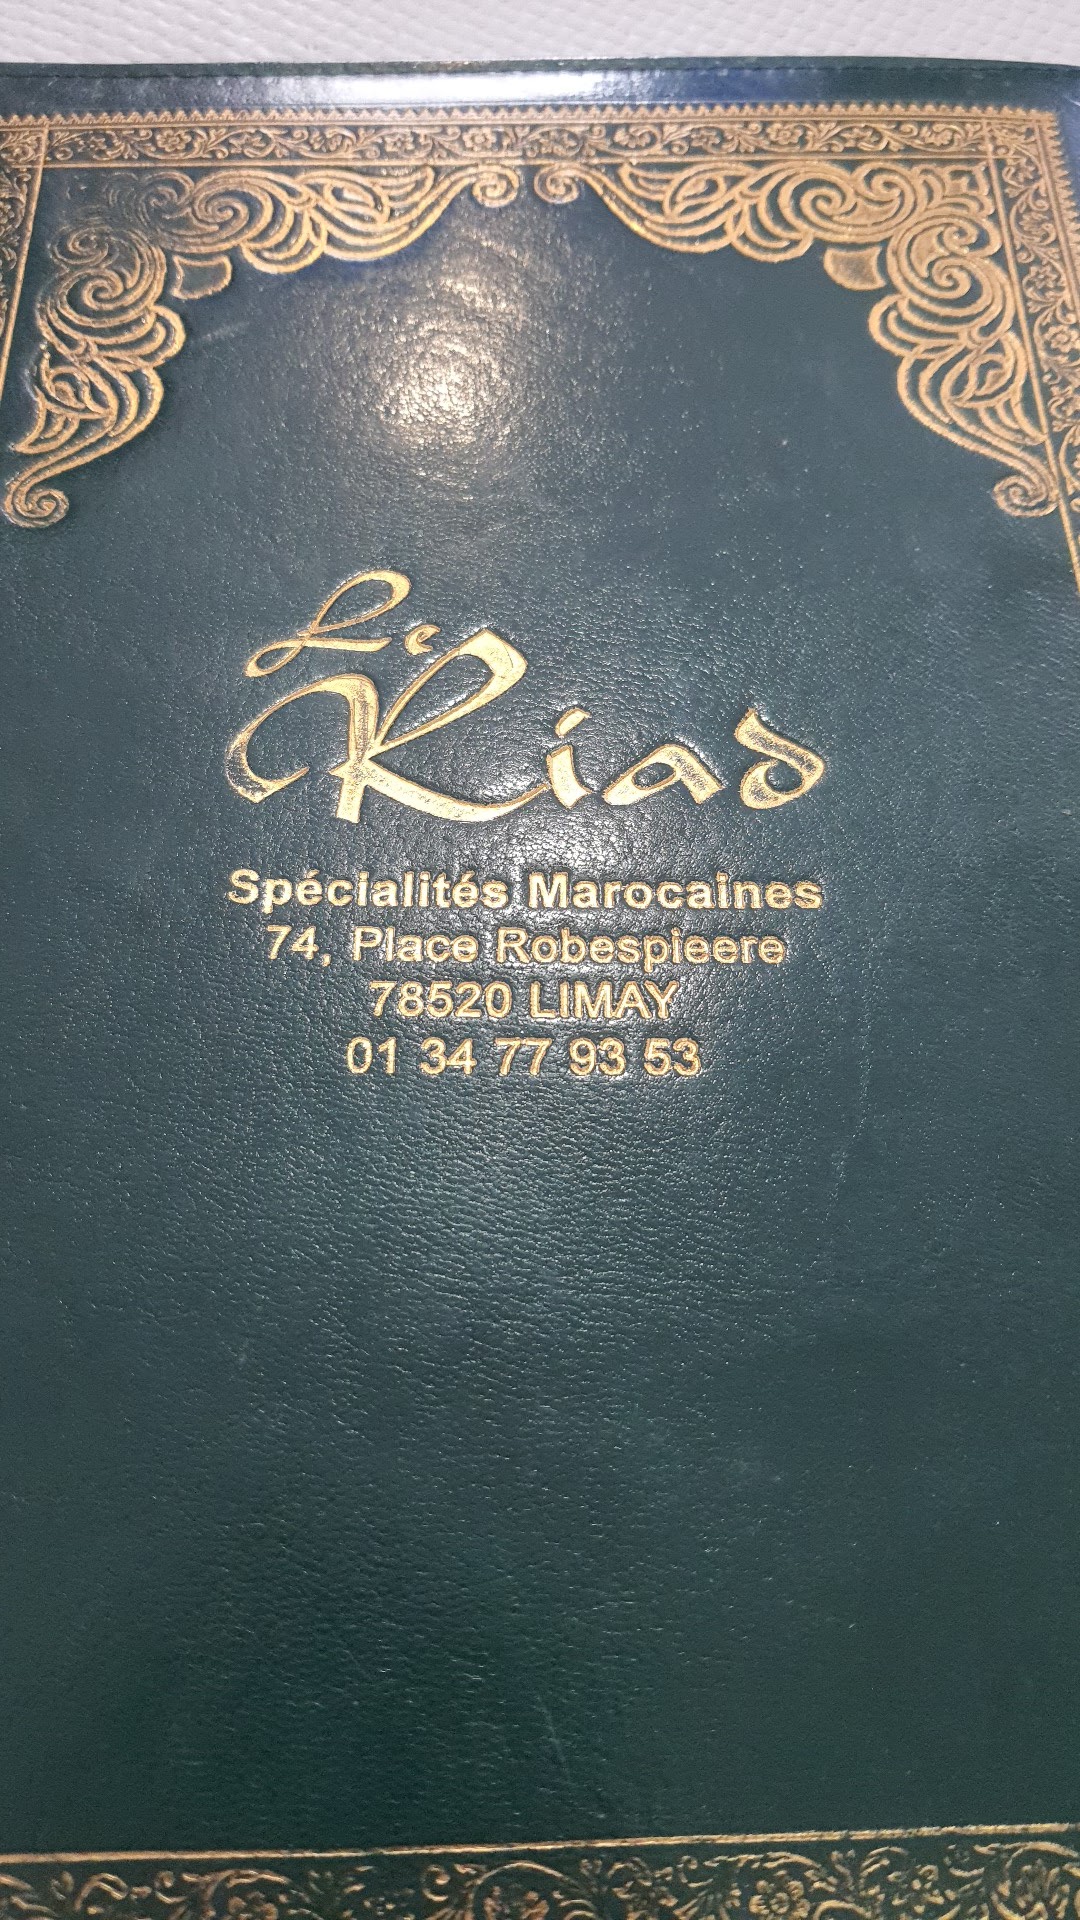 Le
Riad
Spécialités Marocaines
74, Place Robespieere
78520 LIMAY
01 34 77 93 53